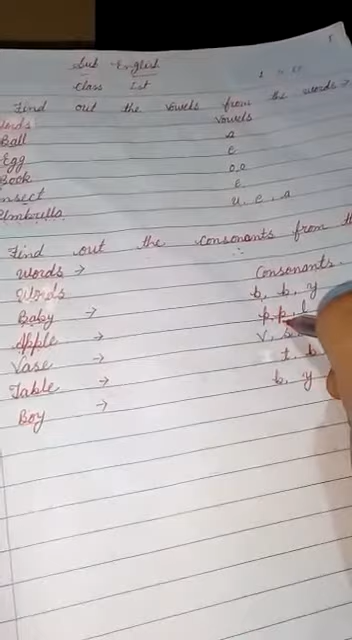 Sub English
Class 1st
Find out the vowels from the words →
Words Vowels
Ball a
Egg e
Book o, o
Insect e
Umbrella u, e, a
Find out the consonants from the
words →
Words Consonants.
Baby → b, b, y
Apple → p, p, l
Vase → v, s
Table → t, b
Boy → b, y